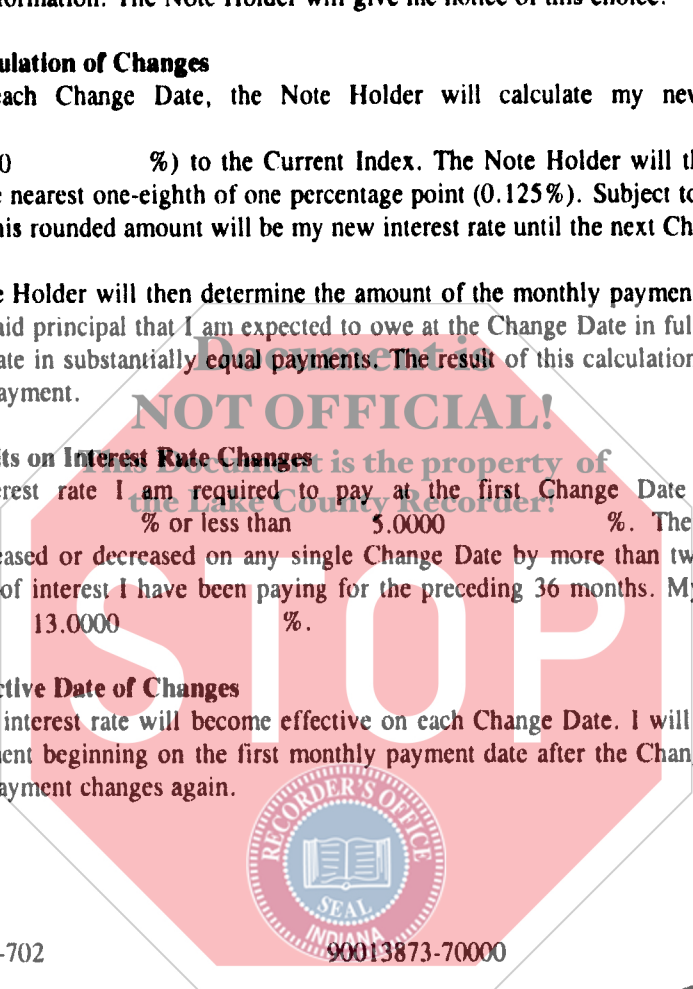 formation. The Note Holder will give me notice of this choice.
ulation of Changes
each Change Date, the Note Holder will calculate my new
0 %) to the Current Index. The Note Holder will th
e nearest one-eighth of one percentage point (0.125%). Subject to
his rounded amount will be my new interest rate until the next Ch
e Holder will then determine the amount of the monthly paymen
aid principal that I am expected to owe at the Change Date in ful
ate in substantially equal payments. The result of this calculation
ayment.
Document is
NOT OFFICIAL!
This Document is the property of
the Lake County Recorder!
ts on Interest Rate Changes
erest rate I am required to pay at the first Change Date
% or less than 5.0000 %. The
eased or decreased on any single Change Date by more than tw
of interest I have been paying for the preceding 36 months. My
13.0000 %.
STOP
ctive Date of Changes
interest rate will become effective on each Change Date. I will
ent beginning on the first monthly payment date after the Chan
ayment changes again.
RECORDER'S OFFICE
SEAL
INDIANA
-702 90013873-70000